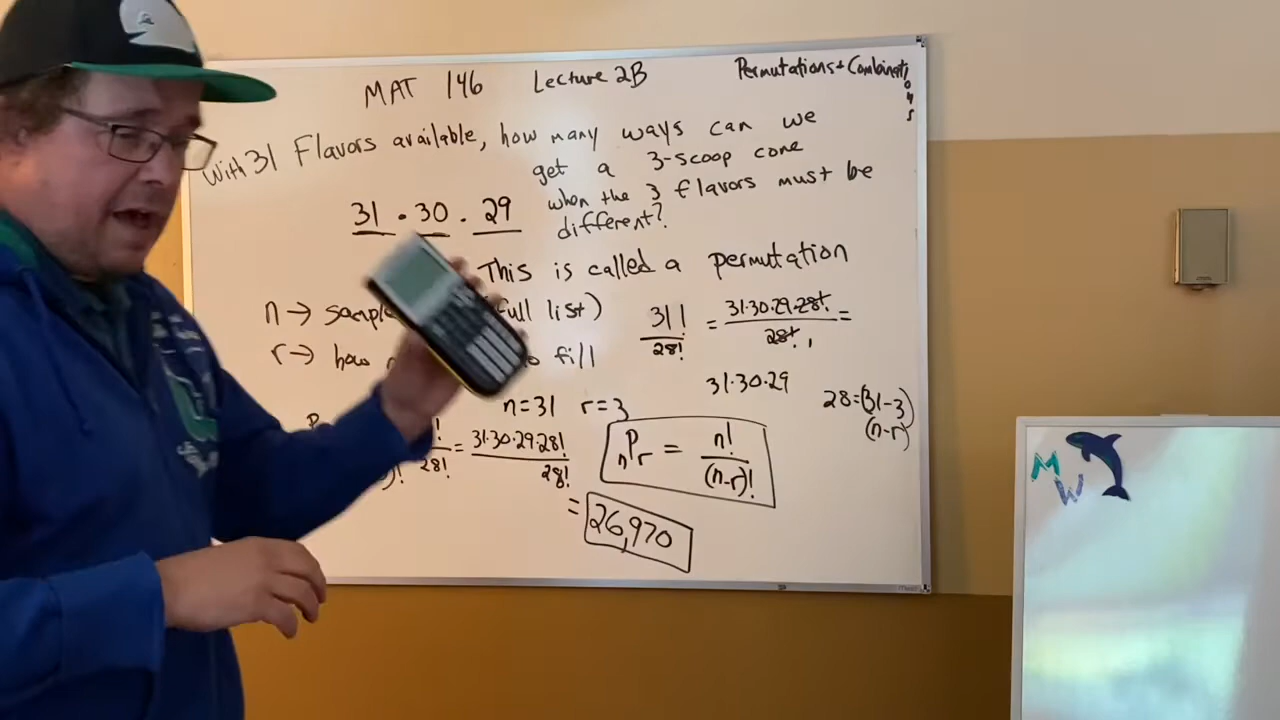 MAT 146 Lecture 2B Permutations + Combinations
With 31 Flavors available, how many ways can we
get a 3-scoop cone
when the 3 flavors must be
different?
31 · 30 · 29
This is called a permutation
n → full list)
r → how fill
31! / 28! = 31·30·29·28! / 28! =
31·30·29
28=(31-3)
(n-r)
n=31 r=3
28! = 31·30·29·28! / 28!
= 26,970
nPr = n! / (n-r)!
M
W